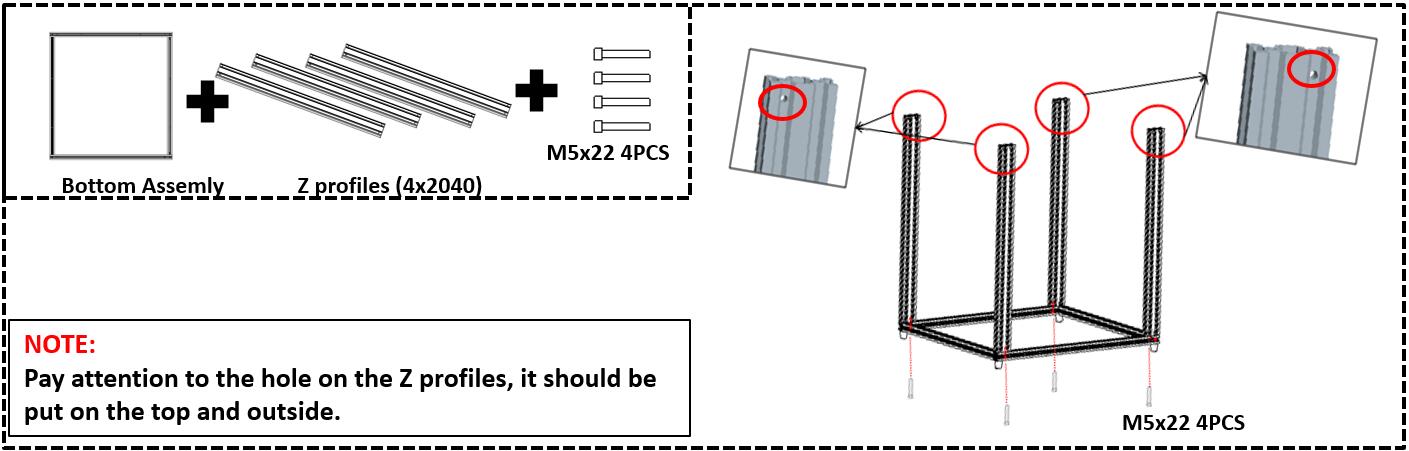 M5x22 4PCS
Bottom Assemly
Z profiles (4x2040)
NOTE:
Pay attention to the hole on the Z profiles, it should be
put on the top and outside.
M5x22 4PCS